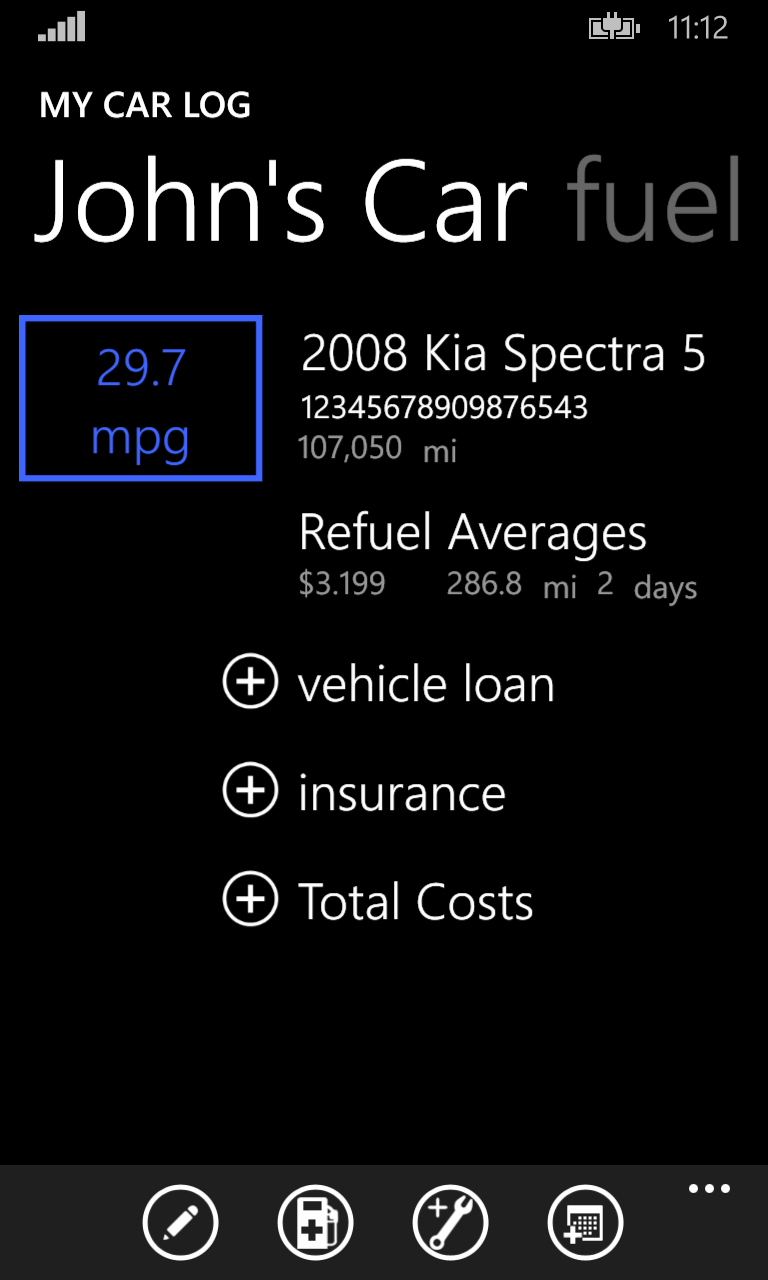 11:12
MY CAR LOG
John's Car fuel
29.7
mpg
2008 Kia Spectra 5
12345678909876543
107,050 mi
Refuel Averages
$3.199 286.8 mi 2 days
vehicle loan
insurance
Total Costs